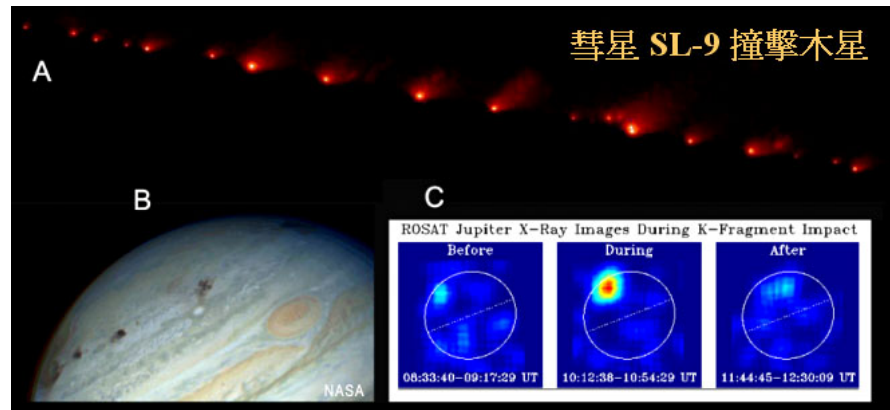 彗星 SL-9 撞擊木星
A
B
C
ROSAT Jupiter X-Ray Images During K-Fragment Impact
Before
During
After
08:33:40-09:17:29 UT
10:12:38-10:54:29 UT
11:44:45-12:30:09 UT
NASA